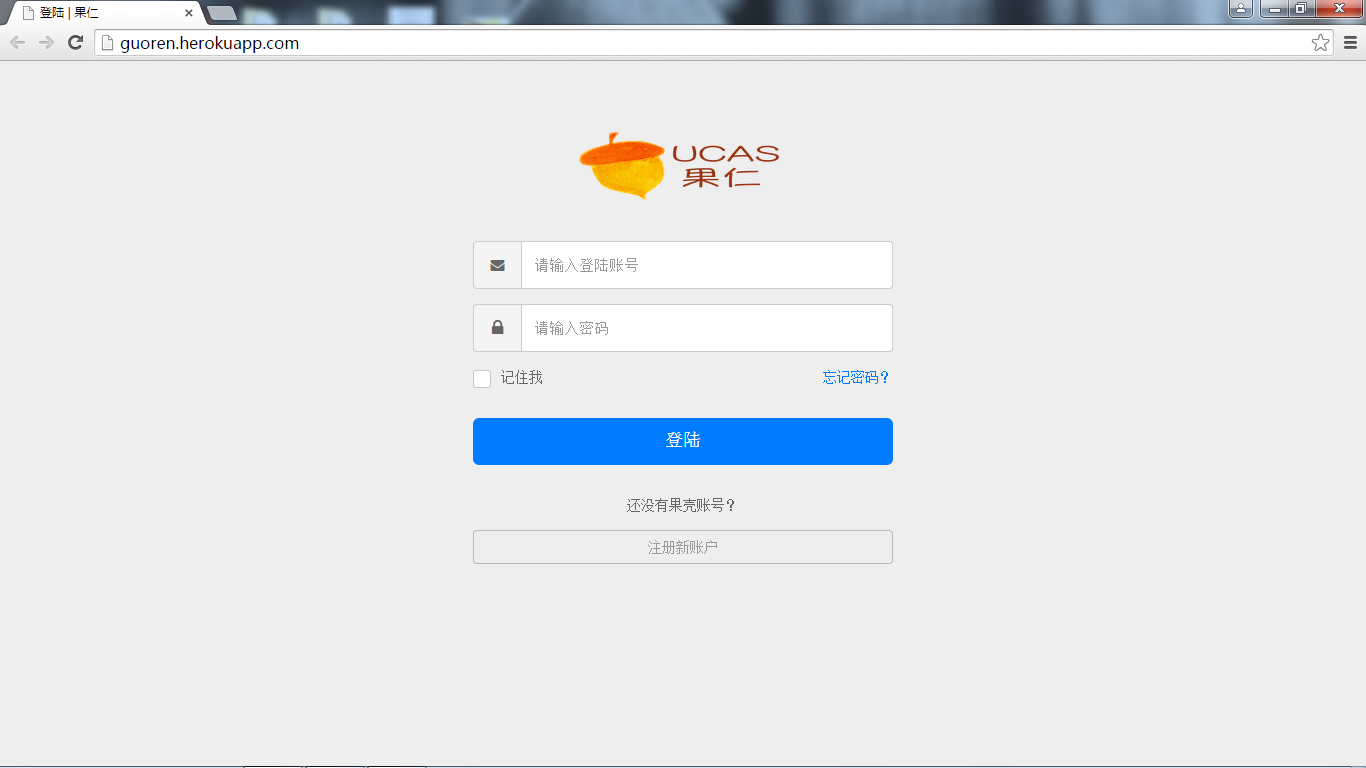 登陆 | 果仁
guoren.herokuapp.com
UCAS
果仁
请输入登陆账号
请输入密码
记住我
忘记密码？
登陆
还没有果壳账号？
注册新账户